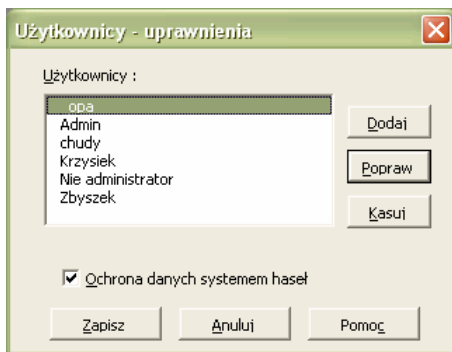 Użytkownicy - uprawnienia
Użytkownicy :
opa
Admin
chudy
Krzysiek
Nie administrator
Zbyszek
Dodaj
Popraw
Kasuj
Ochrona danych systemem haseł
Zapisz
Anuluj
Pomoc